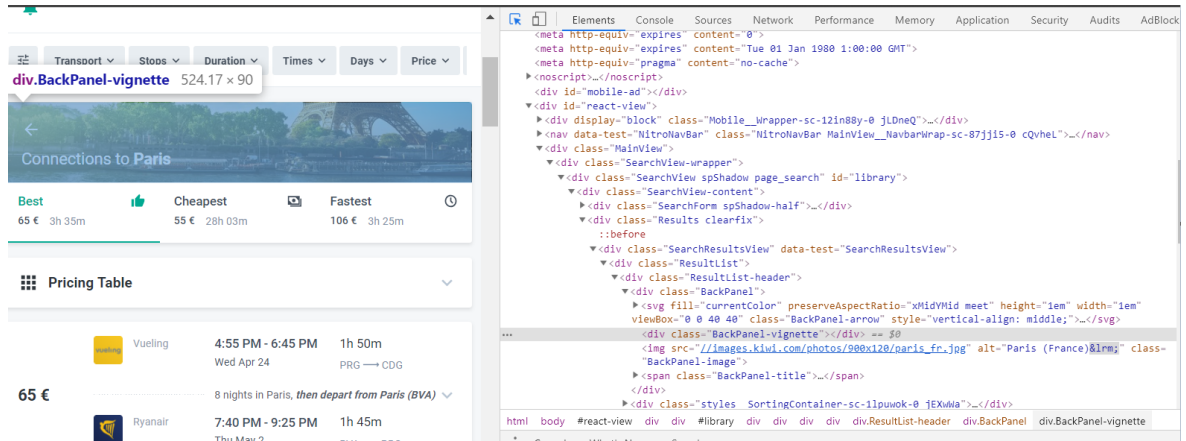 Transport
Stops
Duration
Times
Days
Price
div.BackPanel-vignette 524.17 × 90
Connections to Paris
Best
65 € 3h 35m
Cheapest
55 € 28h 03m
Fastest
106 € 3h 25m
Pricing Table
65 €
vueling
Vueling
4:55 PM - 6:45 PM
Wed Apr 24
1h 50m
PRG → CDG
8 nights in Paris, then depart from Paris (BVA)
Ryanair
7:40 PM - 9:25 PM
Thu May 2
1h 45m
Elements Console Sources Network Performance Memory Application Security Audits AdBlock
<meta http-equiv="expires" content="0">
<meta http-equiv="expires" content="Tue 01 Jan 1980 1:00:00 GMT">
<meta http-equiv="pragma" content="no-cache">
▶<noscript>…</noscript>
<div id="mobile-ad"></div>
▼<div id="react-view">
▶<div display="block" class="Mobile__Wrapper-sc-12in88y-0 jLDneQ">…</div>
▶<nav data-test="NitroNavBar" class="NitroNavBar MainView__NavbarWrap-sc-87jji5-0 cQvheL">…</nav>
▼<div class="MainView">
▼<div class="SearchView-wrapper">
▼<div class="SearchView spShadow page_search" id="library">
▼<div class="SearchView-content">
▶<div class="SearchForm spShadow-half">…</div>
▼<div class="Results clearfix">
::before
▼<div class="SearchResultsView" data-test="SearchResultsView">
▼<div class="ResultList">
▼<div class="ResultList-header">
▼<div class="BackPanel">
▶<svg fill="currentColor" preserveAspectRatio="xMidYMid meet" height="1em" width="1em"
viewBox="0 0 40 40" class="BackPanel-arrow" style="vertical-align: middle;">…</svg>
… <div class="BackPanel-vignette"></div> == $0
<img src="//images.kiwi.com/photos/900x120/paris_fr.jpg" alt="Paris (France)&lrm;" class=
"BackPanel-image">
▶<span class="BackPanel-title">…</span>
</div>
▶<div class="styles__SortingContainer-sc-1lpuwok-0 jEXwWa">…</div>
html body #react-view div div #library div div div div.ResultList-header div.BackPanel div.BackPanel-vignette